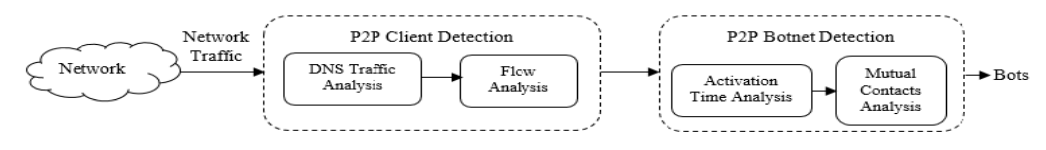 Network
Network
Traffic
P2P Client Detection
DNS Traffic
Analysis
Flow
Analysis
P2P Botnet Detection
Activation
Time Analysis
Mutual
Contacts
Analysis
Bots